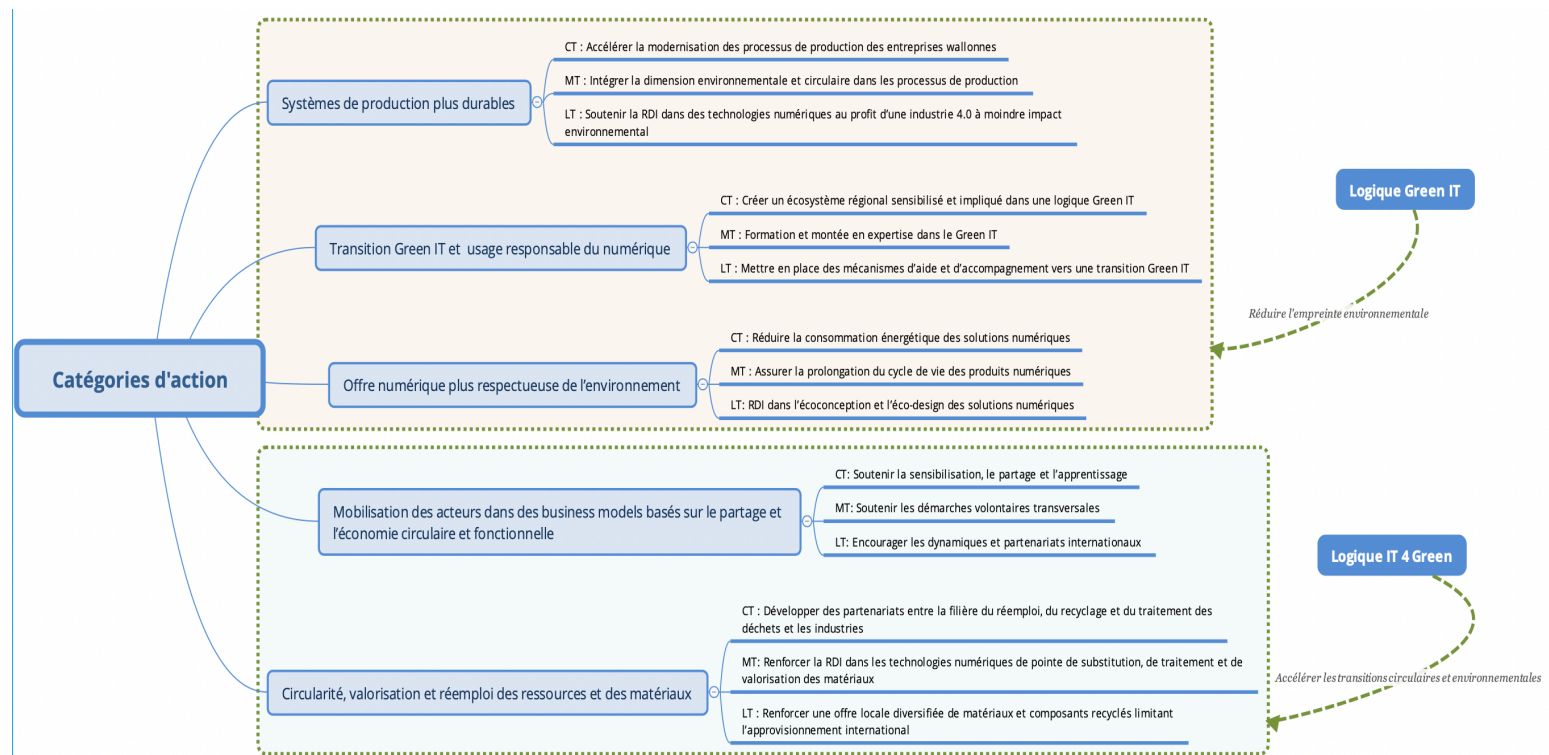 Catégories d'action
Systèmes de production plus durables
CT : Accélérer la modernisation des processus de production des entreprises wallonnes
MT : Intégrer la dimension environnementale et circulaire dans les processus de production
LT : Soutenir la RDI dans des technologies numériques au profit d’une industrie 4.0 à moindre impact
environnemental
Transition Green IT et usage responsable du numérique
CT : Créer un écosystème régional sensibilisé et impliqué dans une logique Green IT
MT : Formation et montée en expertise dans le Green IT
LT : Mettre en place des mécanismes d’aide et d’accompagnement vers une transition Green IT
Offre numérique plus respectueuse de l’environnement
CT : Réduire la consommation énergétique des solutions numériques
MT : Assurer la prolongation du cycle de vie des produits numériques
LT: RDI dans l’écoconception et l’éco-design des solutions numériques
Logique Green IT
Réduire l'empreinte environnementale
Mobilisation des acteurs dans des business models basés sur le partage et
l’économie circulaire et fonctionnelle
CT: Soutenir la sensibilisation, le partage et l’apprentissage
MT: Soutenir les démarches volontaires transversales
LT: Encourager les dynamiques et partenariats internationaux
Circularité, valorisation et réemploi des ressources et des matériaux
CT : Développer des partenariats entre la filière du réemploi, du recyclage et du traitement des
déchets et les industries
MT: Renforcer la RDI dans les technologies numériques de pointe de substitution, de traitement et de
valorisation des matériaux
LT : Renforcer une offre locale diversifiée de matériaux et composants recyclés limitant
l’approvisionnement international
Logique IT 4 Green
Accélérer les transitions circulaires et environnementales